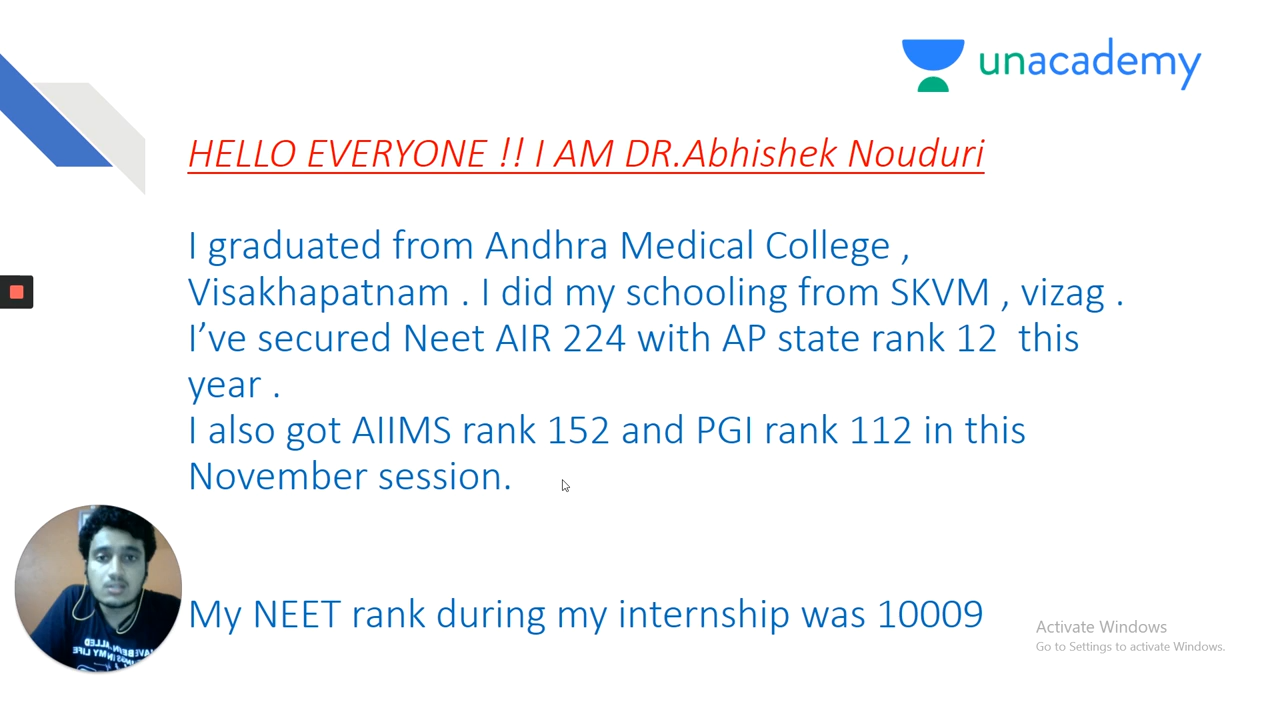 unacademy
HELLO EVERYONE !! I AM DR.Abhishek Nouduri
I graduated from Andhra Medical College ,
Visakhapatnam . I did my schooling from SKVM , vizag .
I’ve secured Neet AIR 224 with AP state rank 12 this
year .
I also got AIIMS rank 152 and PGI rank 112 in this
November session.
My NEET rank during my internship was 10009
Activate Windows
Go to Settings to activate Windows.